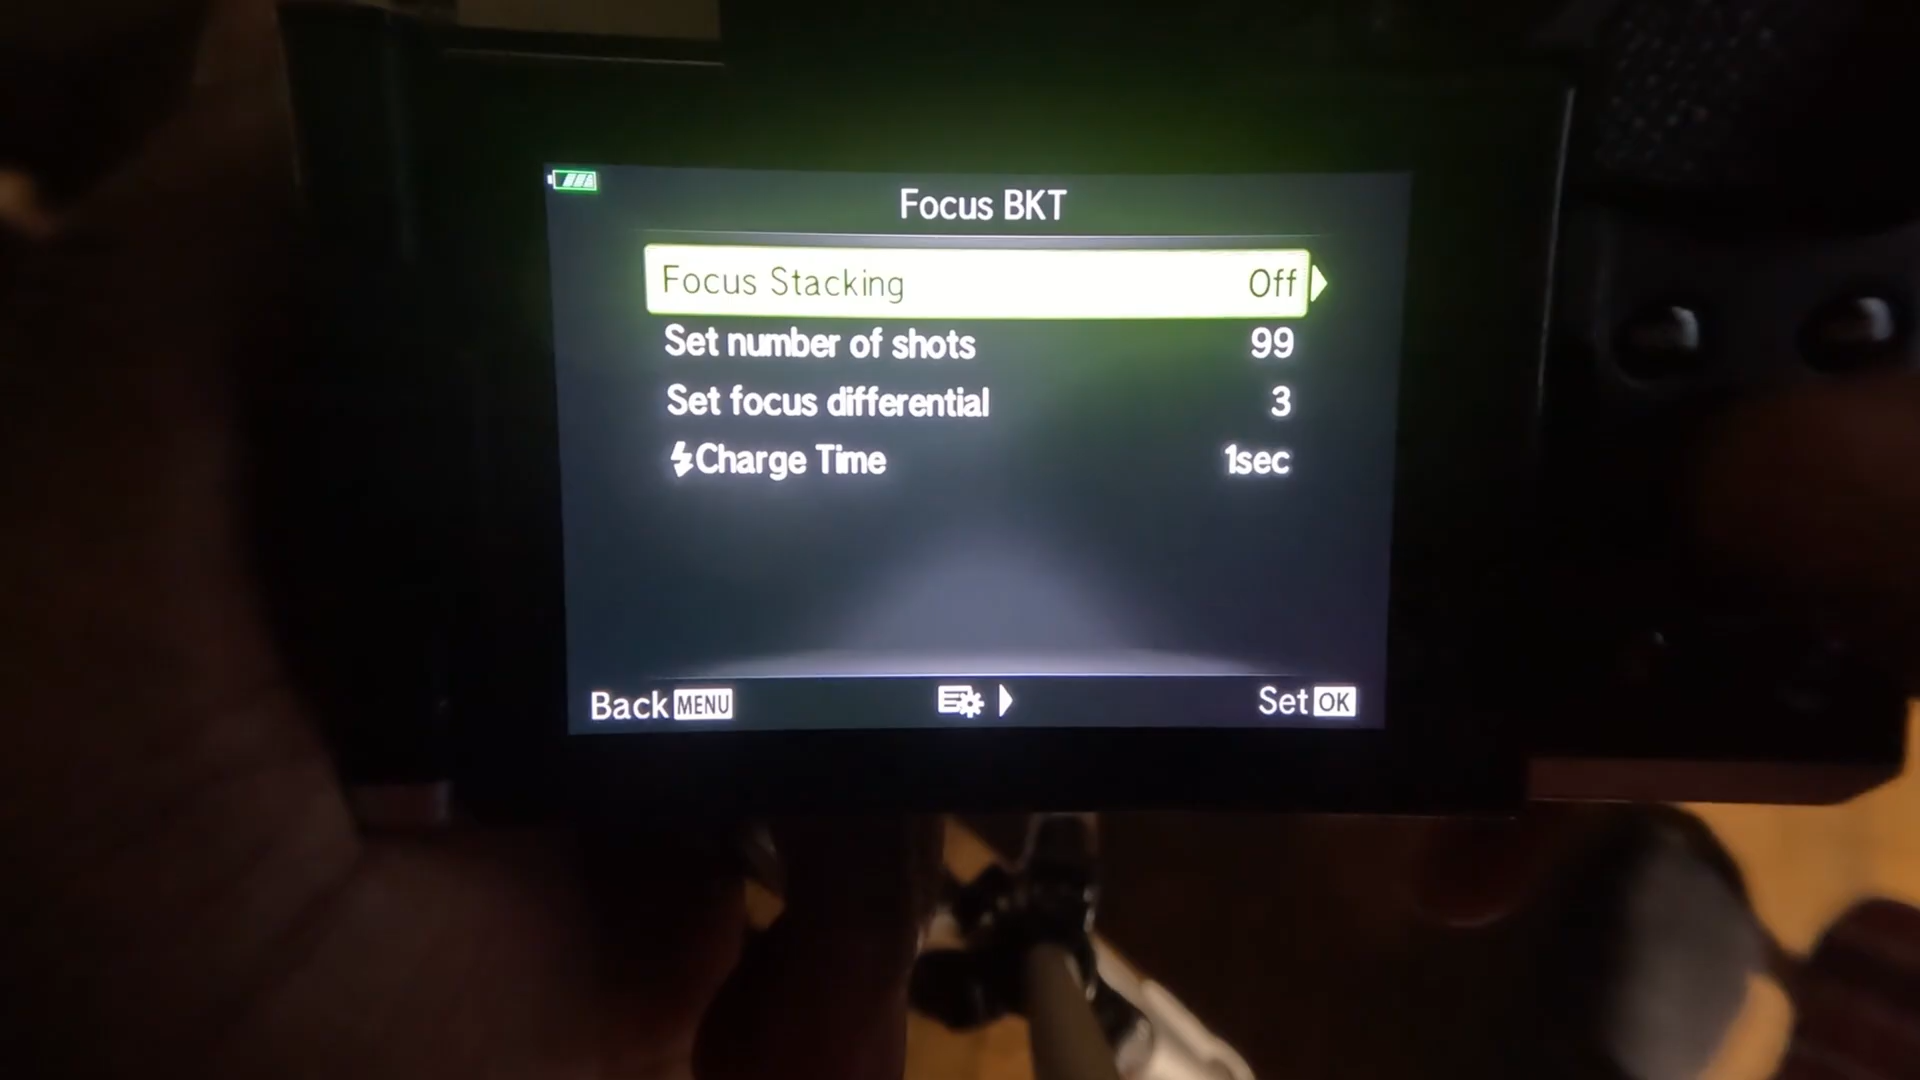 Focus BKT
Focus Stacking Off
Set number of shots 99
Set focus differential 3
Charge Time 1sec
Back MENU Set OK